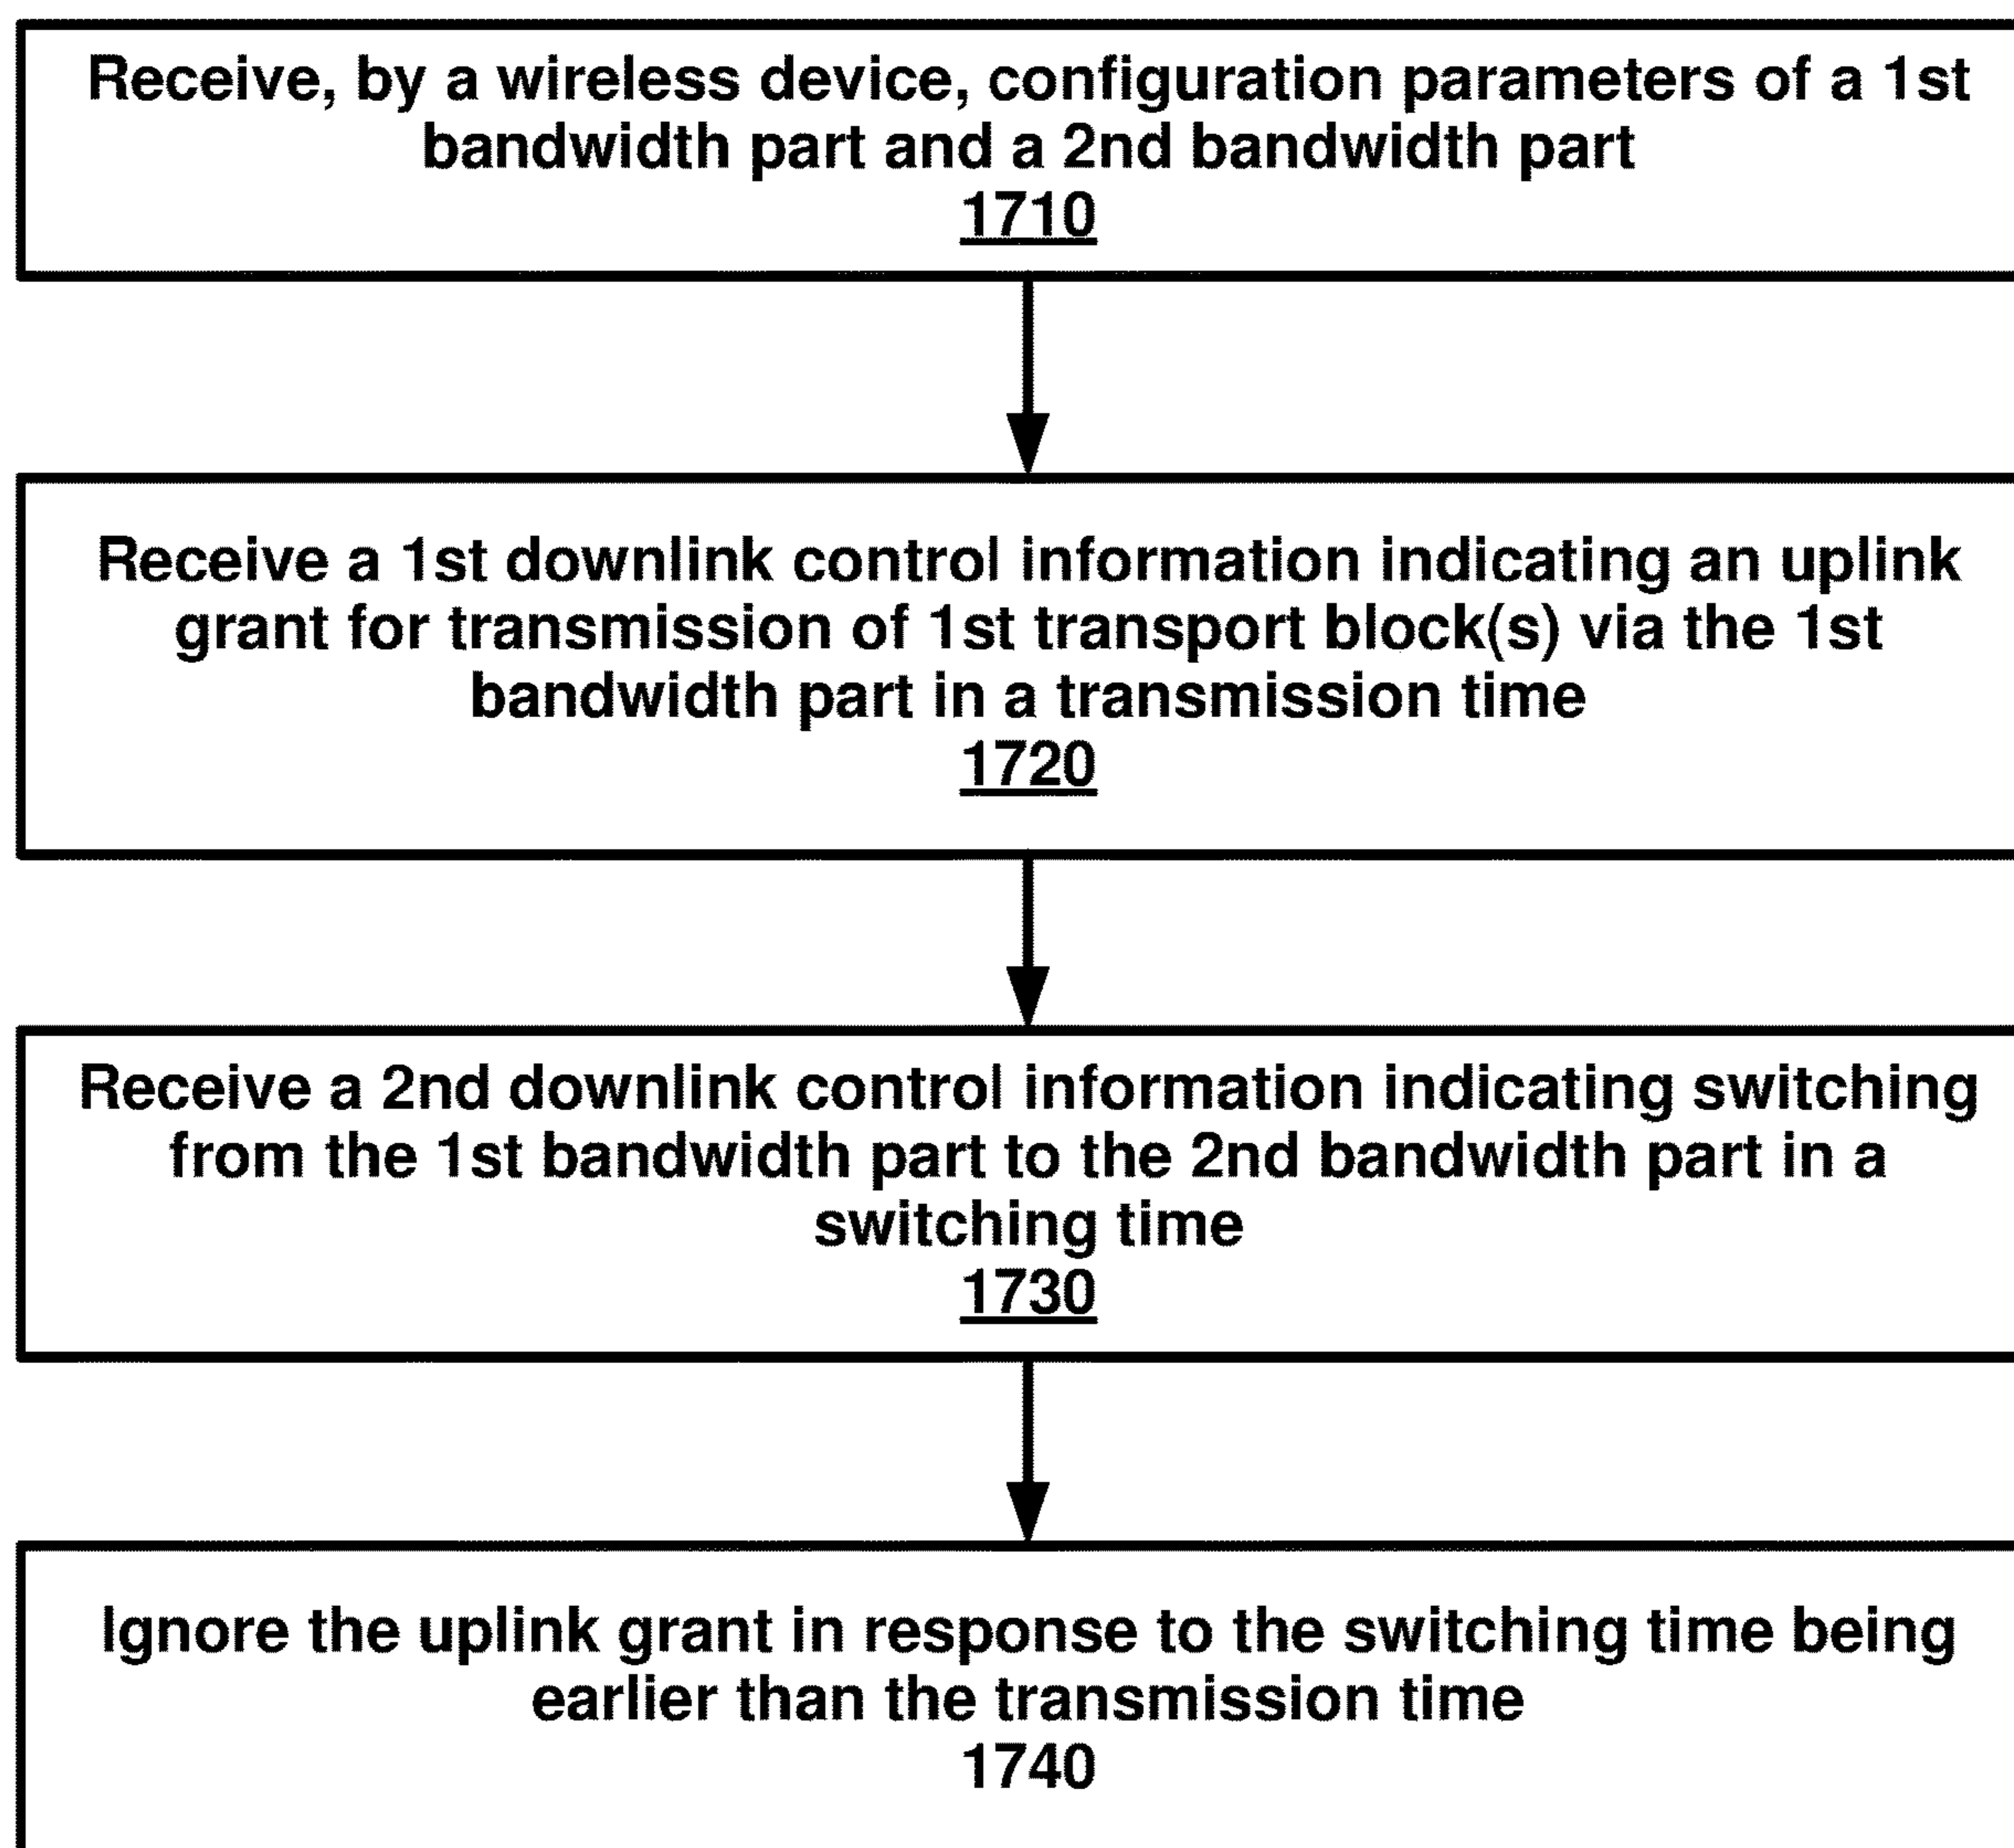 Receive, by a wireless device, configuration parameters of a 1st
bandwidth part and a 2nd bandwidth part
1710
Receive a 1st downlink control information indicating an uplink
grant for transmission of 1st transport block(s) via the 1st
bandwidth part in a transmission time
1720
Receive a 2nd downlink control information indicating switching
from the 1st bandwidth part to the 2nd bandwidth part in a
switching time
1730
Ignore the uplink grant in response to the switching time being
earlier than the transmission time
1740